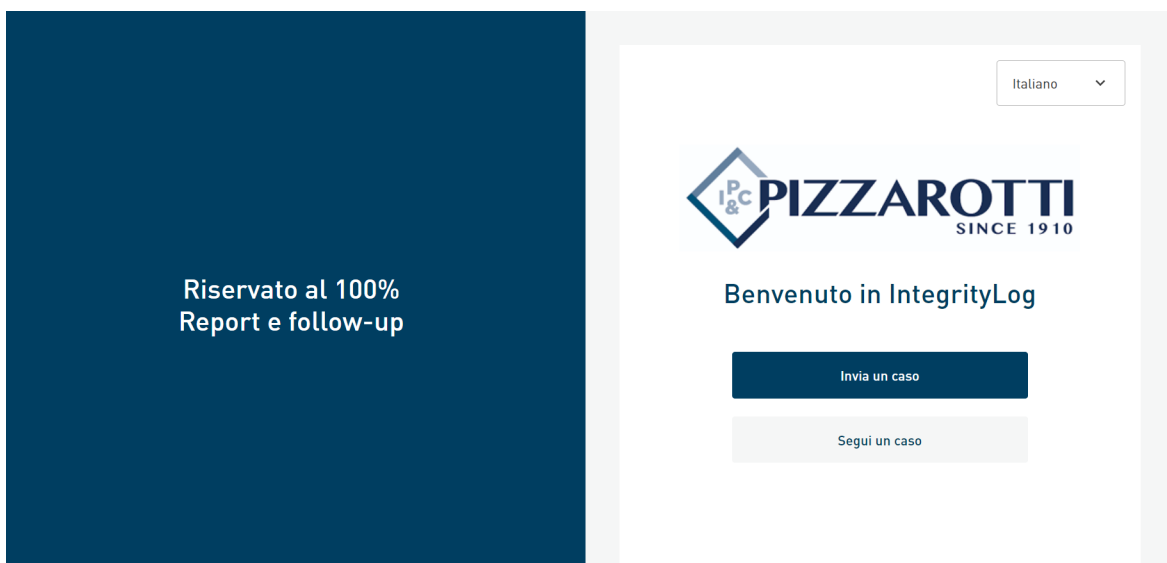 Riservato al 100%
Report e follow-up
Italiano
I P & C
PIZZAROTTI
SINCE 1910
Benvenuto in IntegrityLog
Invia un caso
Segui un caso